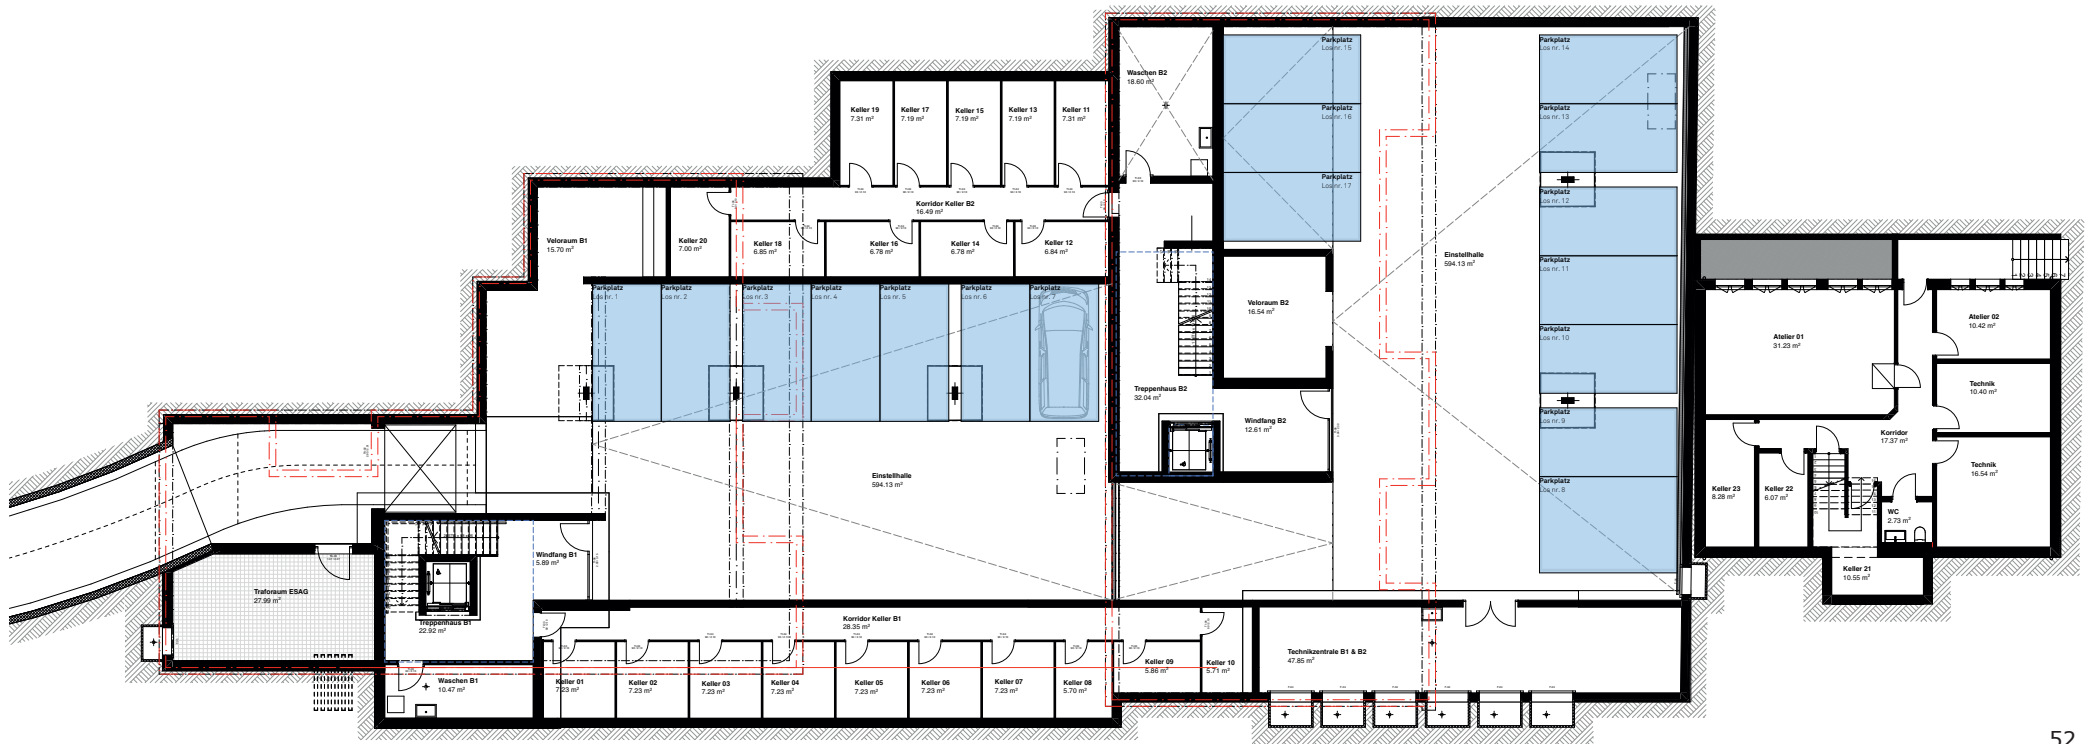 Parkplatz
Los nr. 15
Parkplatz
Los nr. 14
Waschen B2
18.60 m²
Keller 19
7.31 m²
Keller 17
7.19 m²
Keller 15
7.19 m²
Keller 13
7.19 m²
Keller 11
7.31 m²
Parkplatz
Los nr. 16
Parkplatz
Los nr. 13
Parkplatz
Los nr. 17
Parkplatz
Los nr. 12
Korridor Keller B2
16.49 m²
Veloraum B1
15.70 m²
Keller 20
7.00 m²
Keller 18
6.85 m²
Keller 16
6.78 m²
Keller 14
6.78 m²
Keller 12
6.84 m²
Einstellhalle
594.13 m²
Parkplatz
Los nr. 11
Parkplatz
Los nr. 1
Parkplatz
Los nr. 2
Parkplatz
Los nr. 3
Parkplatz
Los nr. 4
Parkplatz
Los nr. 5
Parkplatz
Los nr. 6
Parkplatz
Los nr. 7
Veloraum B2
16.54 m²
Parkplatz
Los nr. 10
Atelier 01
31.23 m²
Atelier 02
10.42 m²
Treppenhaus B2
32.04 m²
Technik
10.40 m²
Windfang B2
12.61 m²
Parkplatz
Los nr. 9
Korridor
17.37 m²
Technik
16.54 m²
Einstellhalle
594.13 m²
Parkplatz
Los nr. 8
Keller 23
8.28 m²
Keller 22
6.07 m²
WC
2.73 m²
Windfang B1
5.89 m²
Keller 21
10.55 m²
Traforaum ESAG
27.99 m²
Treppenhaus B1
22.92 m²
Korridor Keller B1
28.35 m²
Technikzentrale B1 & B2
47.85 m²
Waschen B1
10.47 m²
Keller 01
7.23 m²
Keller 02
7.23 m²
Keller 03
7.23 m²
Keller 04
7.23 m²
Keller 05
7.23 m²
Keller 06
7.23 m²
Keller 07
7.23 m²
Keller 08
5.70 m²
Keller 09
5.86 m²
Keller 10
5.71 m²
52